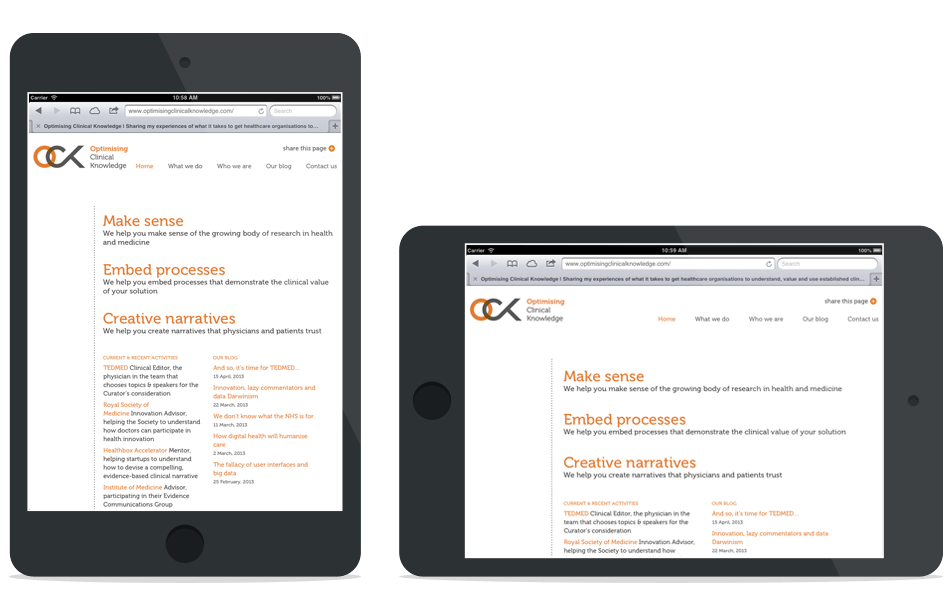 Carrier 10:58 AM 100%
www.optimisingclinicalknowledge.com/ Search
× Optimising Clinical Knowledge | Sharing my experiences of what it takes to get healthcare organisations to... +
OCK Optimising
Clinical
Knowledge
share this page
Home What we do Who we are Our blog Contact us
Make sense
We help you make sense of the growing body of research in health
and medicine
Embed processes
We help you embed processes that demonstrate the clinical value
of your solution
Creative narratives
We help you create narratives that physicians and patients trust
CURRENT & RECENT ACTIVITIES
TEDMED Clinical Editor, the
physician in the team that
chooses topics & speakers for the
Curator's consideration
Royal Society of
Medicine Innovation Advisor,
helping the Society to understand
how doctors can participate in
health innovation
Healthbox Accelerator Mentor,
helping startups to understand
how to devise a compelling,
evidence-based clinical narrative
Institute of Medicine Advisor,
participating in their Evidence
Communications Group
OUR BLOG
And so, it's time for TEDMED...
15 April, 2013
Innovation, lazy commentators and
data Darwinism
22 March, 2013
We don't know what the NHS is for
11 March, 2013
How digital health will humanise
care
2 March, 2013
The fallacy of user interfaces and
big data
25 February, 2013
Carrier 10:59 AM 100%
www.optimisingclinicalknowledge.com/ Search
× Optimising Clinical Knowledge | Sharing my experiences of what it takes to get healthcare organisations to understand, value and use established clin... +
OCK Optimising
Clinical
Knowledge
share this page
Home What we do Who we are Our blog Contact us
Make sense
We help you make sense of the growing body of research in health and medicine
Embed processes
We help you embed processes that demonstrate the clinical value of your solution
Creative narratives
We help you create narratives that physicians and patients trust
CURRENT & RECENT ACTIVITIES
TEDMED Clinical Editor, the physician in the
team that chooses topics & speakers for the
Curator's consideration
Royal Society of Medicine Innovation Advisor,
helping the Society to understand how
OUR BLOG
And so, it's time for TEDMED...
15 April, 2013
Innovation, lazy commentators and data
Darwinism
22 March, 2013